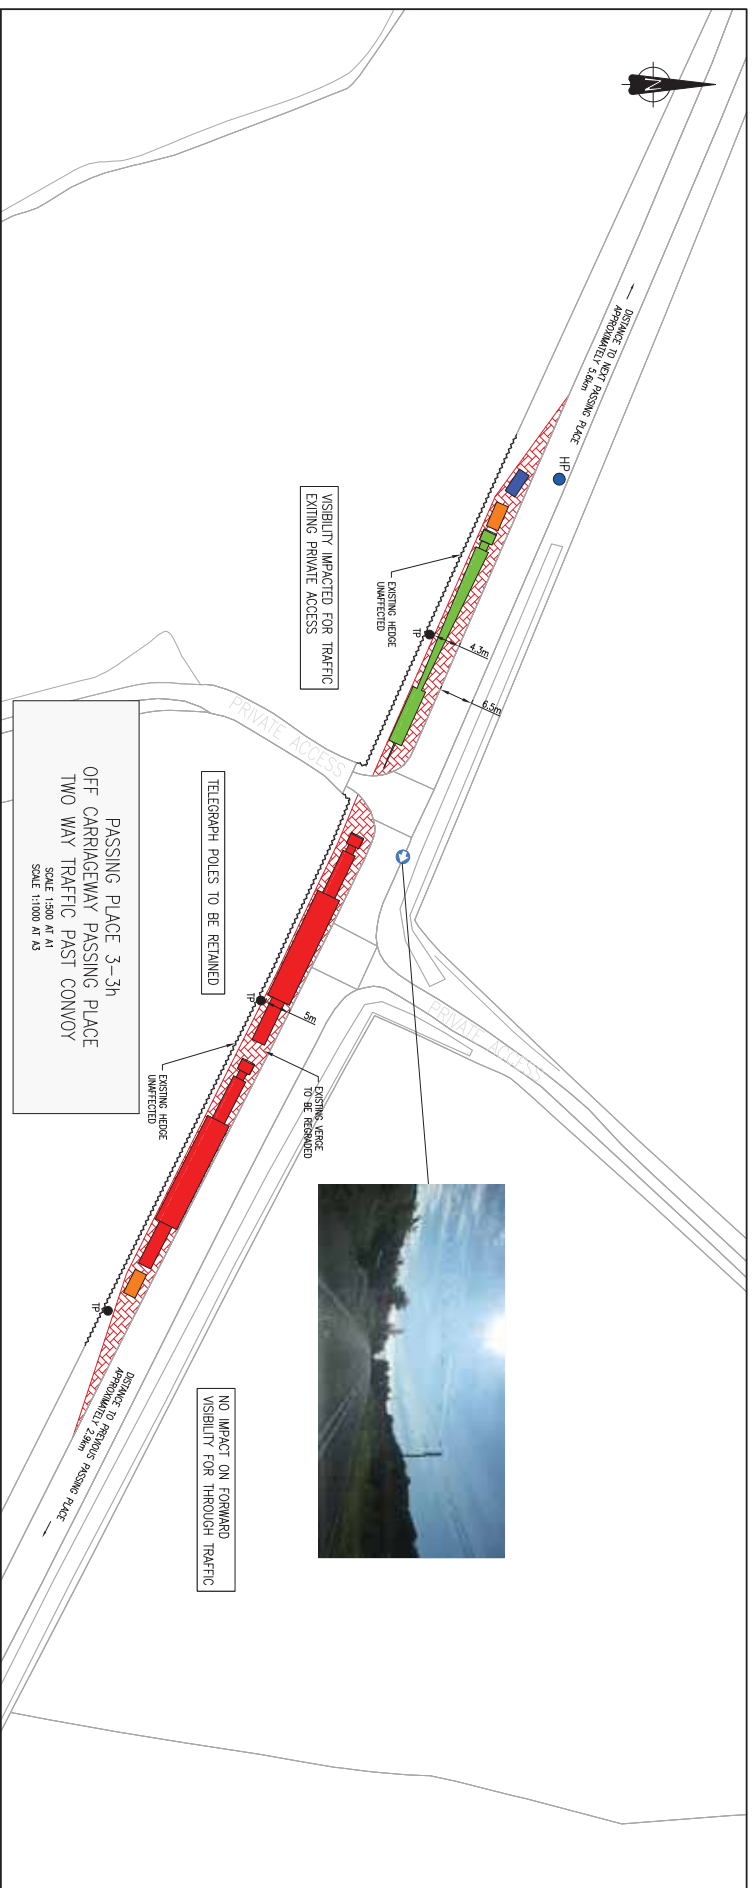 N
DISTANCE TO NEXT PASSING PLACE
APPROXIMATELY 5.6km
HP
VISIBILITY IMPACTED FOR TRAFFIC
EXITING PRIVATE ACCESS
EXISTING HEDGE
UNAFFECTED
TP
4.3m
6.5m
PRIVATE ACCESS
TELEGRAPH POLES TO BE RETAINED
TP
5m
PRIVATE ACCESS
EXISTING VERGE
TO BE REGRADED
EXISTING HEDGE
UNAFFECTED
TP
NO IMPACT ON FORWARD
VISIBILITY FOR THROUGH TRAFFIC
DISTANCE TO PREVIOUS PASSING PLACE
APPROXIMATELY 2.9km
PASSING PLACE 3-3h
OFF CARRIAGEWAY PASSING PLACE
TWO WAY TRAFFIC PAST CONVOY
SCALE 1:500 AT A1
SCALE 1:1000 AT A3